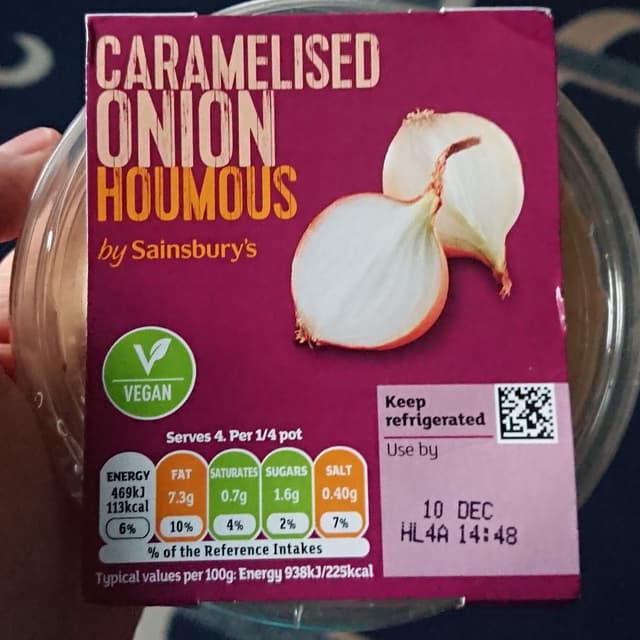 CARAMELISED
ONION
HOUMOUS
by Sainsbury's
VEGAN
Keep
refrigerated
Use by
10 DEC
HL4A 14:48
Serves 4. Per 1/4 pot
ENERGY
469kJ
113kcal
6%
FAT
7.3g
10%
SATURATES
0.7g
4%
SUGARS
1.6g
2%
SALT
0.40g
7%
% of the Reference Intakes
Typical values per 100g: Energy 938kJ/225kcal